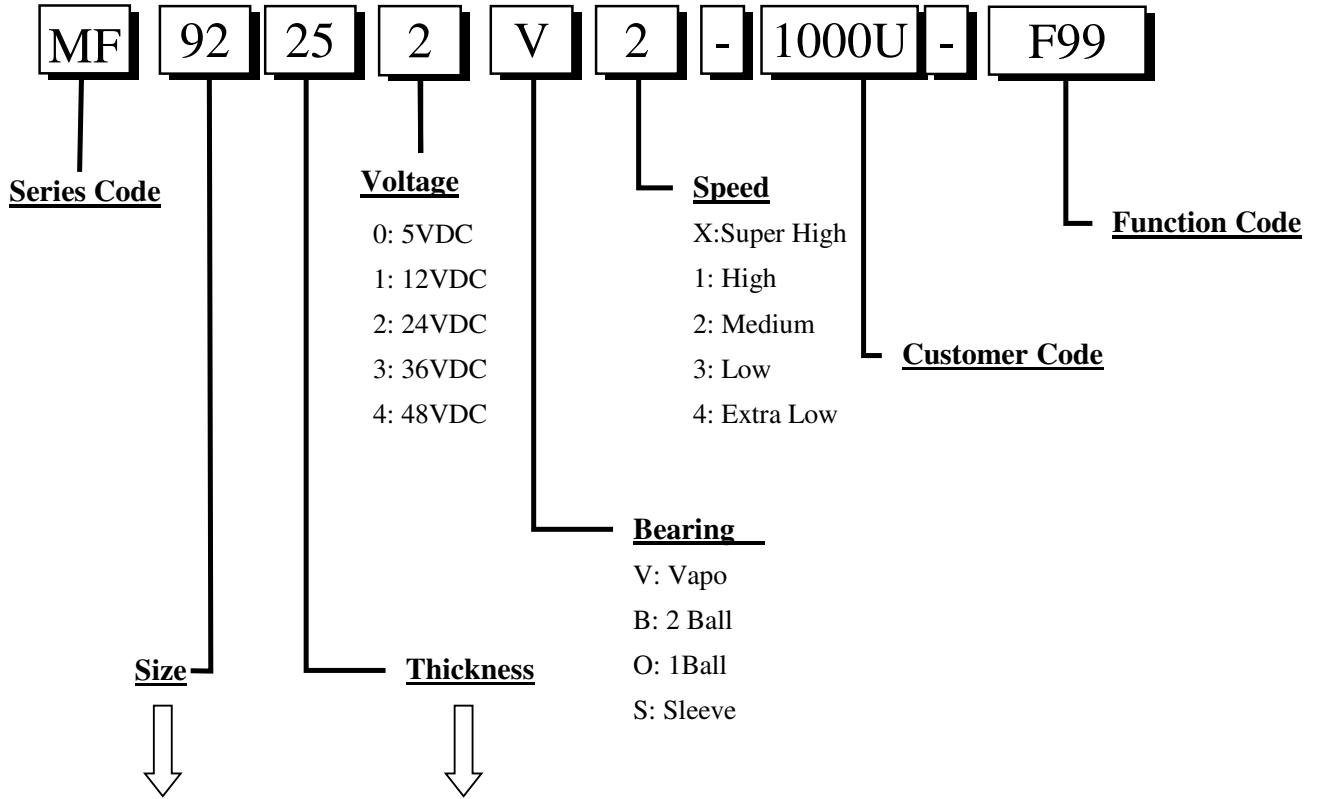 MF 92 25 2 V 2 - 1000U - F99
Series Code
Voltage
0: 5VDC
1: 12VDC
2: 24VDC
3: 36VDC
4: 48VDC
Speed
X:Super High
1: High
2: Medium
3: Low
4: Extra Low
Function Code
Customer Code
Bearing
V: Vapo
B: 2 Ball
O: 1Ball
S: Sleeve
Size
Thickness